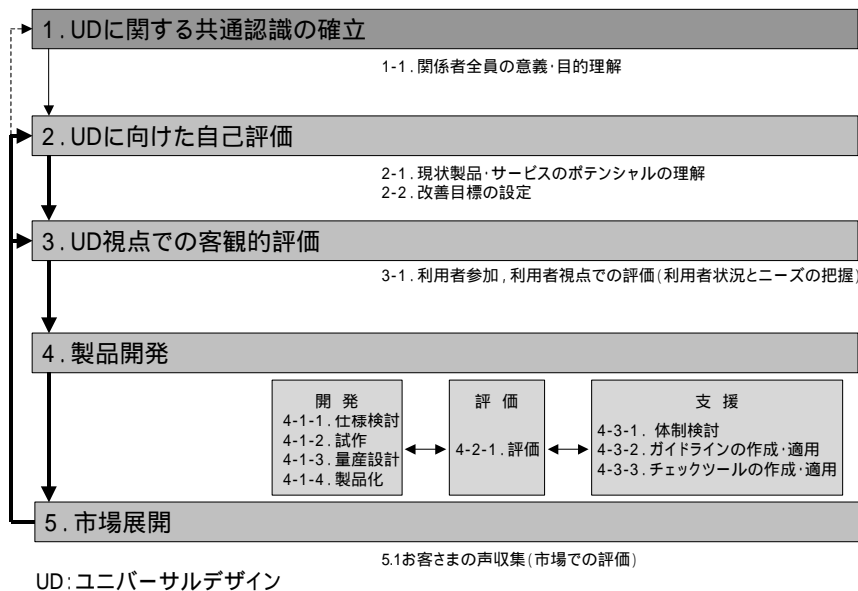 1.UDに関する共通認識の確立
1-1.関係者全員の意義・目的理解
2.UDに向けた自己評価
2-1.現状製品・サービスのポテンシャルの理解
2-2.改善目標の設定
3.UD視点での客観的評価
3-1.利用者参加,利用者視点での評価(利用者状況とニーズの把握)
4.製品開発
開 発
4-1-1.仕様検討
4-1-2.試作
4-1-3.量産設計
4-1-4.製品化
評 価
4-2-1.評価
支 援
4-3-1. 体制検討
4-3-2.ガイドラインの作成・適用
4-3-3.チェックツールの作成・適用
5.市場展開
5.1お客さまの声収集(市場での評価)
UD:ユニバーサルデザイン